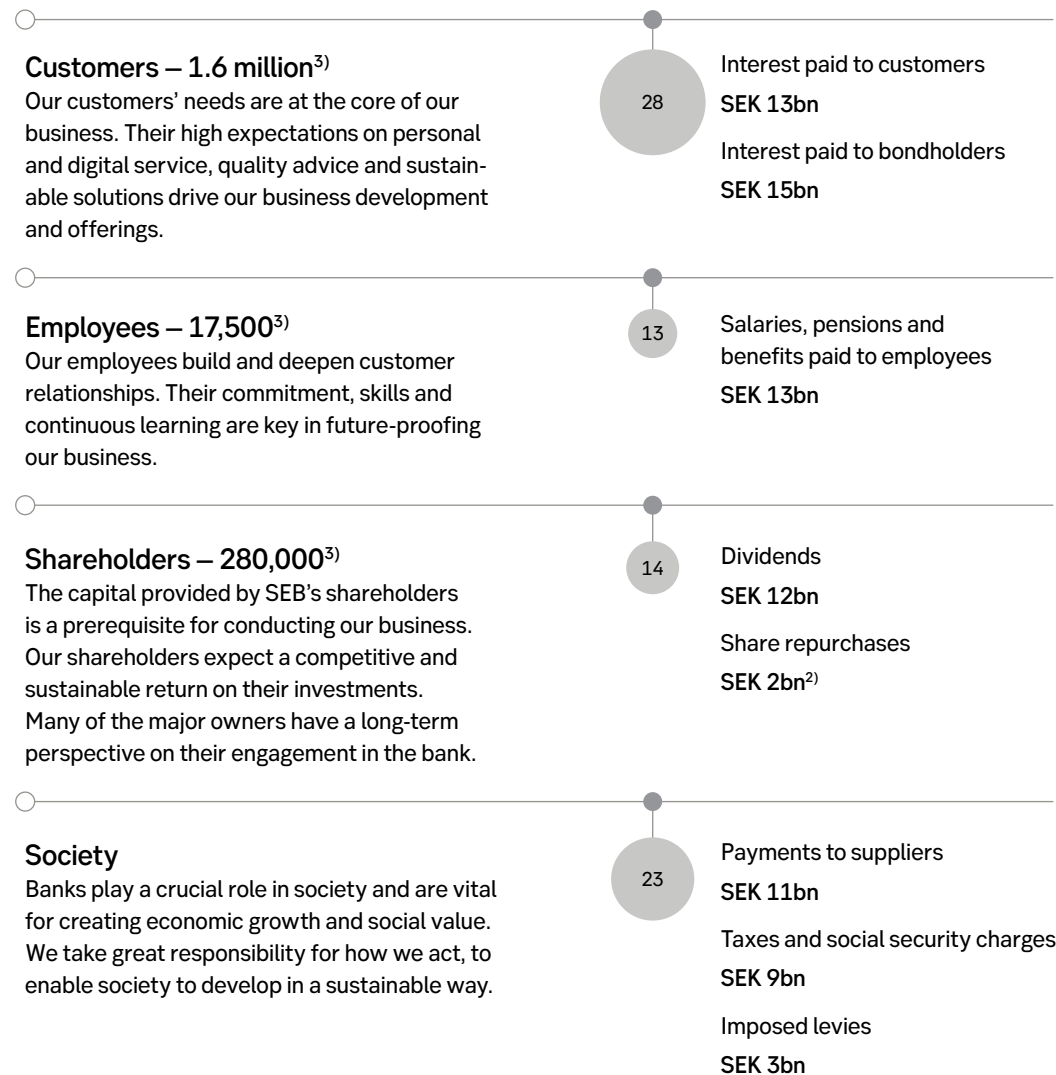 Customers – 1.6 million³⁾
Our customers’ needs are at the core of our
business. Their high expectations on personal
and digital service, quality advice and sustain-
able solutions drive our business development
and offerings.
28
Interest paid to customers
SEK 13bn
Interest paid to bondholders
SEK 15bn
Employees – 17,500³⁾
Our employees build and deepen customer
relationships. Their commitment, skills and
continuous learning are key in future-proofing
our business.
13
Salaries, pensions and
benefits paid to employees
SEK 13bn
Shareholders – 280,000³⁾
The capital provided by SEB’s shareholders
is a prerequisite for conducting our business.
Our shareholders expect a competitive and
sustainable return on their investments.
Many of the major owners have a long-term
perspective on their engagement in the bank.
14
Dividends
SEK 12bn
Share repurchases
SEK 2bn²⁾
Society
Banks play a crucial role in society and are vital
for creating economic growth and social value.
We take great responsibility for how we act, to
enable society to develop in a sustainable way.
23
Payments to suppliers
SEK 11bn
Taxes and social security charges
SEK 9bn
Imposed levies
SEK 3bn